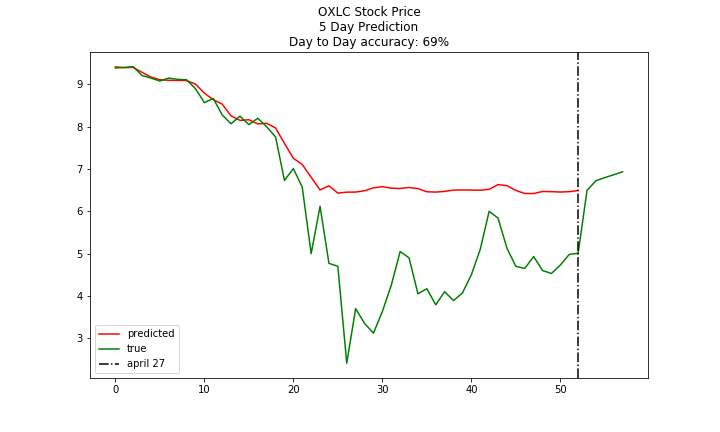 OXLC Stock Price
5 Day Prediction
Day to Day accuracy: 69%
9
8
7
6
5
4
3
predicted
true
april 27
0 10 20 30 40 50